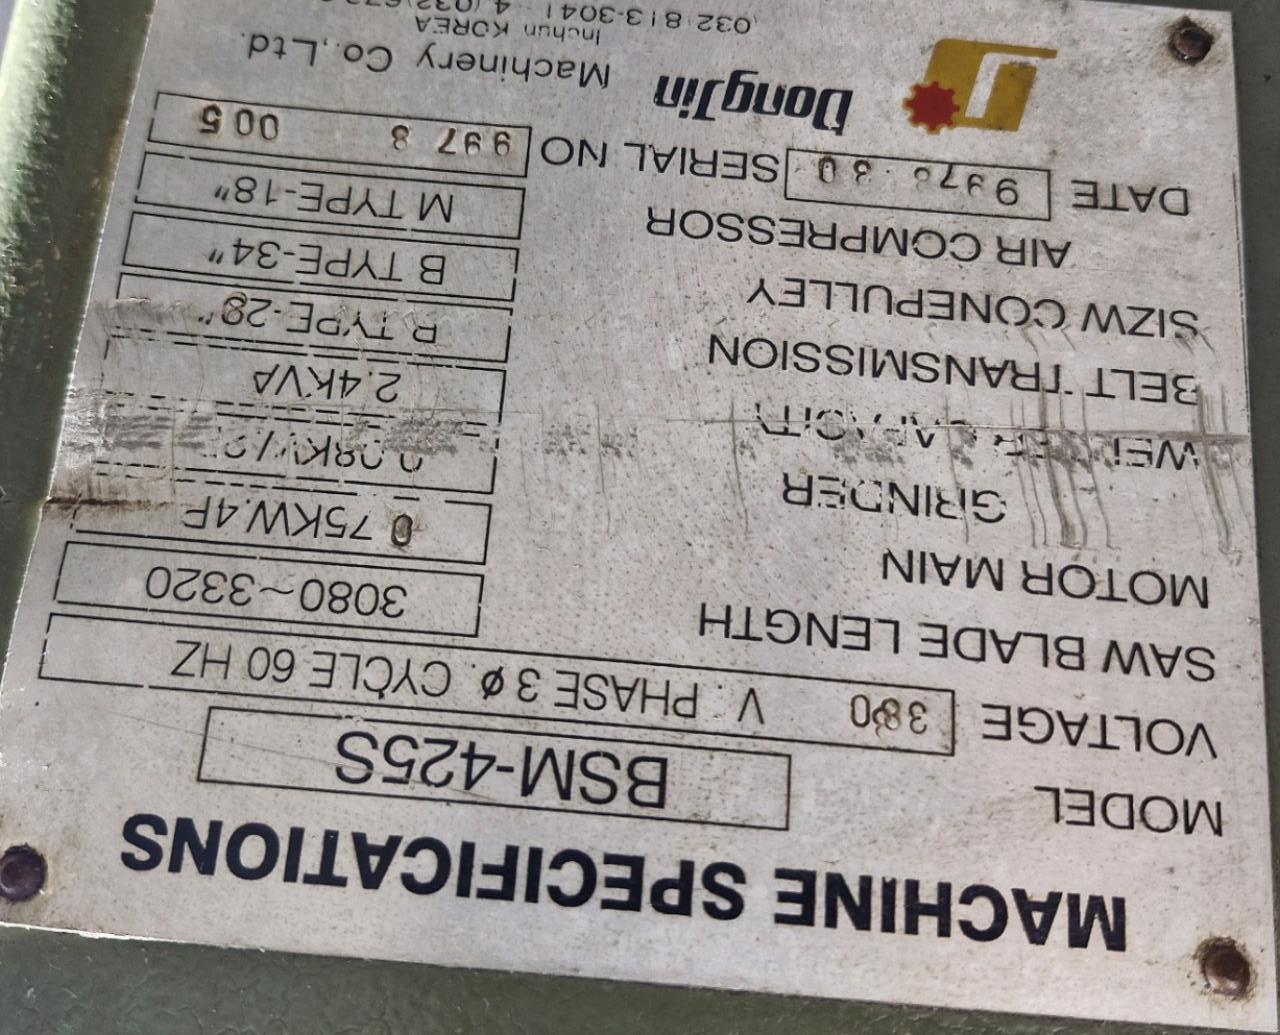 MACHINE SPECIFICATIONS
MODEL BSM-425S
VOLTAGE 380 V. PHASE 3 ø. CYCLE 60 HZ
SAW BLADE LENGTH 3080~3320
MOTOR MAIN 0 75KW.4P
GRINDER
CAPACITY 2.4KVA
BELT TRANSMISSION R TYPE-28"
SIZW CONEPULLEY B TYPE-34"
AIR COMPRESSOR M TYPE-18"
DATE SERIAL NO 997 8 005
DongJin Machinery Co.,Ltd.
Inchun KOREA
032 813-3041